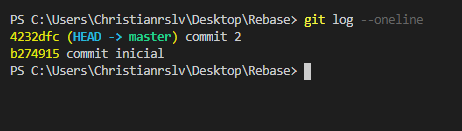 PS C:\Users\Christianrslv\Desktop\Rebase> git log --oneline
4232dfc (HEAD -> master) commit 2
b274915 commit inicial
PS C:\Users\Christianrslv\Desktop\Rebase>